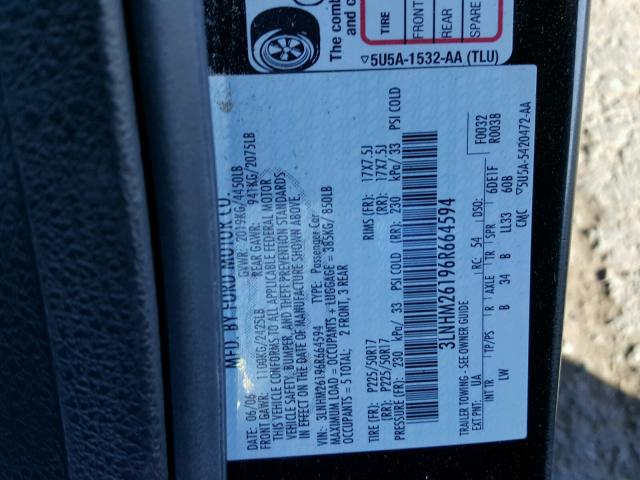 The comb
and c
TIRE
FRONT
REAR
SPARE
▽5U5A-1532-AA (TLU)
MFD. BY FORD MOTOR CO.
DATE: 06/06 GVWR: 2019KG/4450LB
FRONT GAWR: 1100KG/2425LB REAR GAWR: 941KG/2075LB
THIS VEHICLE CONFORMS TO ALL APPLICABLE FEDERAL MOTOR
VEHICLE SAFETY, BUMPER, AND THEFT PREVENTION STANDARDS
IN EFFECT ON THE DATE OF MANUFACTURE SHOWN ABOVE.
VIN: 3LNHM26196R664594 TYPE: Passenger Car
MAXIMUM LOAD = OCCUPANTS + LUGGAGE = 385KG/ 850LB
OCCUPANTS = 5 TOTAL: 2 FRONT, 3 REAR
TIRE (FR): P225/50R17 RIMS (FR): 17X7.5J
(RR): P225/50R17 (RR): 17X7.5J
PRESSURE (FR): 230 kPa/ 33 PSI COLD (RR): 230 kPa/ 33 PSI COLD
3LNHM26196R664594
F0032
R0038
TRAILER TOWING - SEE OWNER GUIDE
EXT PNT: UA RC: 54 DSO:
INT TR TP/PS R AXLE TR SPR 6DE1F
LW B 34 B LL33 60B
CMC ▽5U5A-5420472-AA